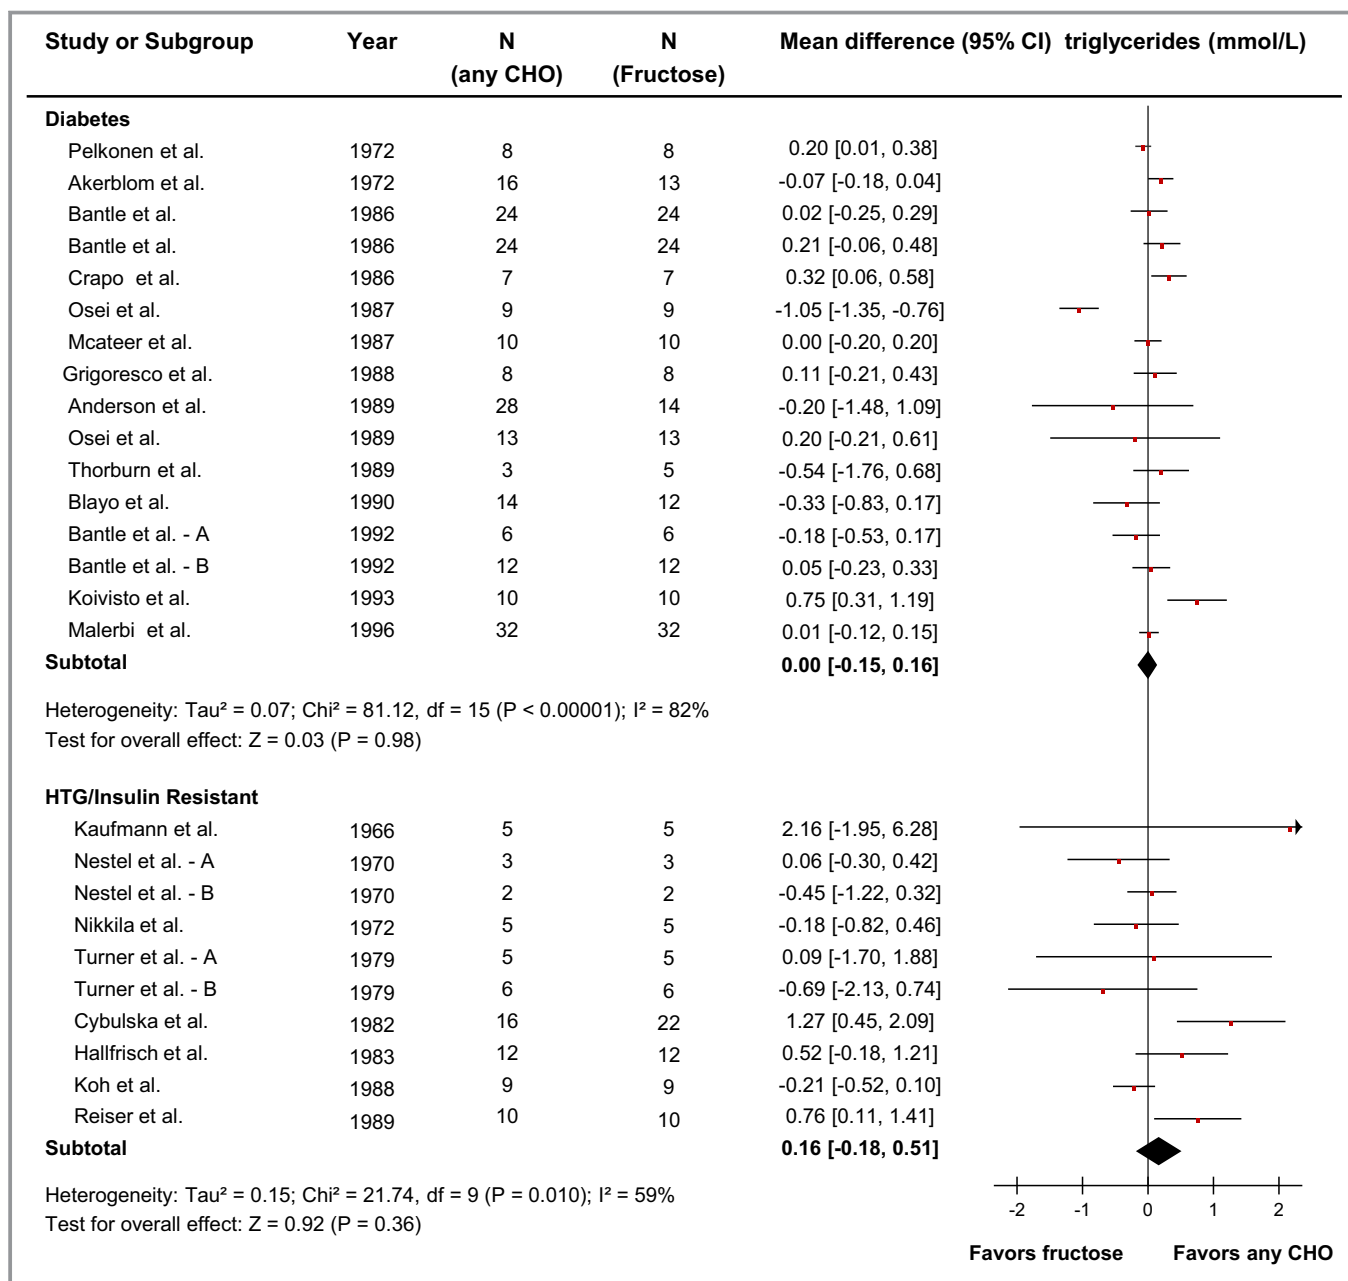 Study or Subgroup Year N N Mean difference (95% CI) triglycerides (mmol/L)
(any CHO) (Fructose)
Diabetes
Pelkonen et al. 1972 8 8 0.20 [0.01, 0.38]
Akerblom et al. 1972 16 13 -0.07 [-0.18, 0.04]
Bantle et al. 1986 24 24 0.02 [-0.25, 0.29]
Bantle et al. 1986 24 24 0.21 [-0.06, 0.48]
Crapo et al. 1986 7 7 0.32 [0.06, 0.58]
Osei et al. 1987 9 9 -1.05 [-1.35, -0.76]
Mcateer et al. 1987 10 10 0.00 [-0.20, 0.20]
Grigoresco et al. 1988 8 8 0.11 [-0.21, 0.43]
Anderson et al. 1989 28 14 -0.20 [-1.48, 1.09]
Osei et al. 1989 13 13 0.20 [-0.21, 0.61]
Thorburn et al. 1989 3 5 -0.54 [-1.76, 0.68]
Blayo et al. 1990 14 12 -0.33 [-0.83, 0.17]
Bantle et al. - A 1992 6 6 -0.18 [-0.53, 0.17]
Bantle et al. - B 1992 12 12 0.05 [-0.23, 0.33]
Koivisto et al. 1993 10 10 0.75 [0.31, 1.19]
Malerbi et al. 1996 32 32 0.01 [-0.12, 0.15]
Subtotal 0.00 [-0.15, 0.16]
Heterogeneity: Tau² = 0.07; Chi² = 81.12, df = 15 (P < 0.00001); I² = 82%
Test for overall effect: Z = 0.03 (P = 0.98)
HTG/Insulin Resistant
Kaufmann et al. 1966 5 5 2.16 [-1.95, 6.28]
Nestel et al. - A 1970 3 3 0.06 [-0.30, 0.42]
Nestel et al. - B 1970 2 2 -0.45 [-1.22, 0.32]
Nikkila et al. 1972 5 5 -0.18 [-0.82, 0.46]
Turner et al. - A 1979 5 5 0.09 [-1.70, 1.88]
Turner et al. - B 1979 6 6 -0.69 [-2.13, 0.74]
Cybulska et al. 1982 16 22 1.27 [0.45, 2.09]
Hallfrisch et al. 1983 12 12 0.52 [-0.18, 1.21]
Koh et al. 1988 9 9 -0.21 [-0.52, 0.10]
Reiser et al. 1989 10 10 0.76 [0.11, 1.41]
Subtotal 0.16 [-0.18, 0.51]
Heterogeneity: Tau² = 0.15; Chi² = 21.74, df = 9 (P = 0.010); I² = 59%
Test for overall effect: Z = 0.92 (P = 0.36)
-2 -1 0 1 2
Favors fructose Favors any CHO